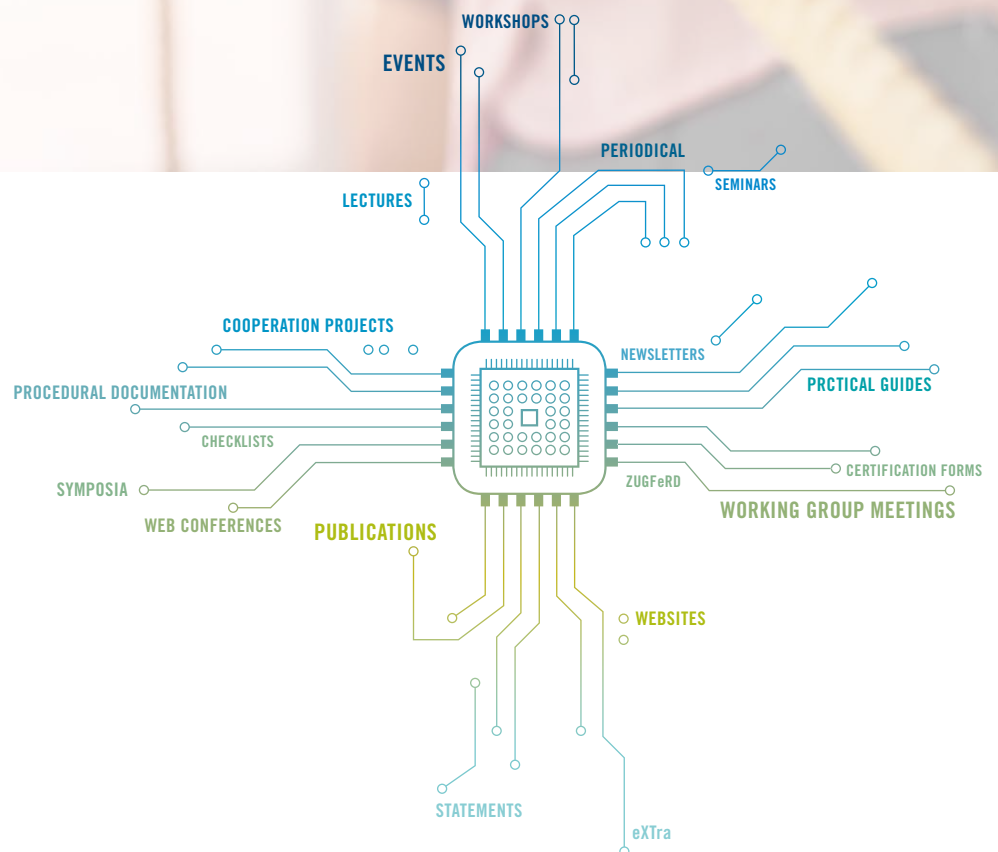 WORKSHOPS
EVENTS
PERIODICAL
SEMINARS
LECTURES
COOPERATION PROJECTS
NEWSLETTERS
PRCTICAL GUIDES
PROCEDURAL DOCUMENTATION
CHECKLISTS
CERTIFICATION FORMS
ZUGFeRD
SYMPOSIA
WORKING GROUP MEETINGS
WEB CONFERENCES
PUBLICATIONS
WEBSITES
STATEMENTS
eXTra